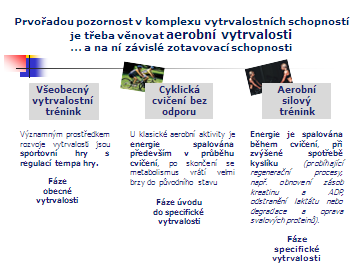 Prvořadou pozornost v komplexu vytrvalostních schopností
je třeba věnovat aerobní vytrvalosti
... a na ní závislé zotavovací schopnosti
Všeobecný
vytrvalostní
trénink
Významným prostředkem
rozvoje vytrvalosti jsou
sportovní hry s
regulací tempa hry.
Fáze
obecné
vytrvalosti
Cyklická
cvičení bez
odporu
U klasické aerobní aktivity je
energie spalována
především v průběhu
cvičení, po skončení se
metabolismus vrátí velmi
brzy do původního stavu
Fáze úvodu
do specifické
vytrvalosti
Aerobní
silový
trénink
Energie je spalována
během cvičení, při
zvýšené spotřebě
kyslíku (probíhající
regenerační procesy,
např. obnovení zásob
kreatinu a ADP,
odstranění laktátu nebo
degradace a oprava
svalových proteinů).
Fáze
specifické
vytrvalosti